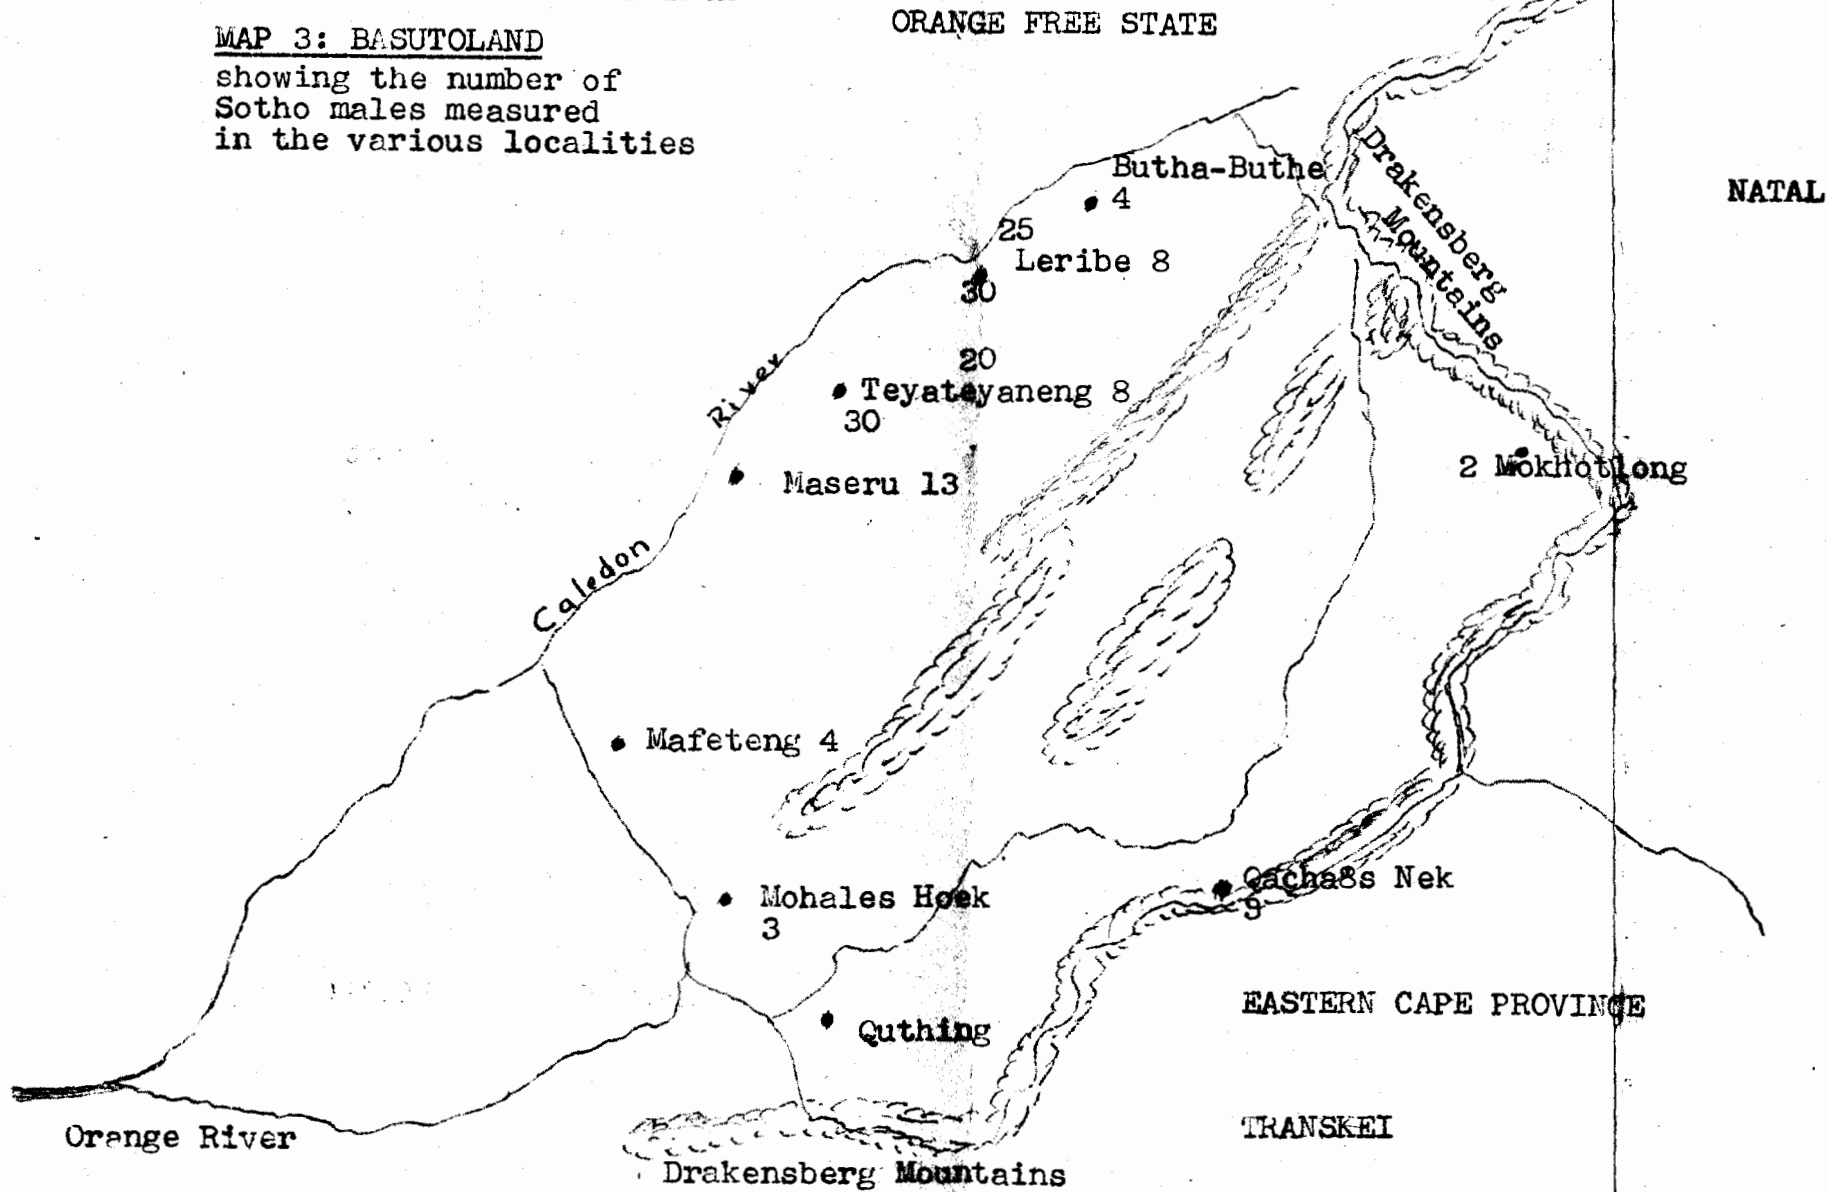 MAP 3: BASUTOLAND
showing the number of
Sotho males measured
in the various localities
ORANGE FREE STATE
NATAL
Drakensberg
Mountains
Butha-Buthe
4
25
Leribe 8
30
20
Teyateyaneng 8
30
Maseru 13
2 Mokhotlong
Caledon River
Mafeteng 4
Mohales Hoek
3
Qacha8s Nek
9
Quthing
EASTERN CAPE PROVINCE
TRANSKEI
Orange River
Drakensberg Mountains